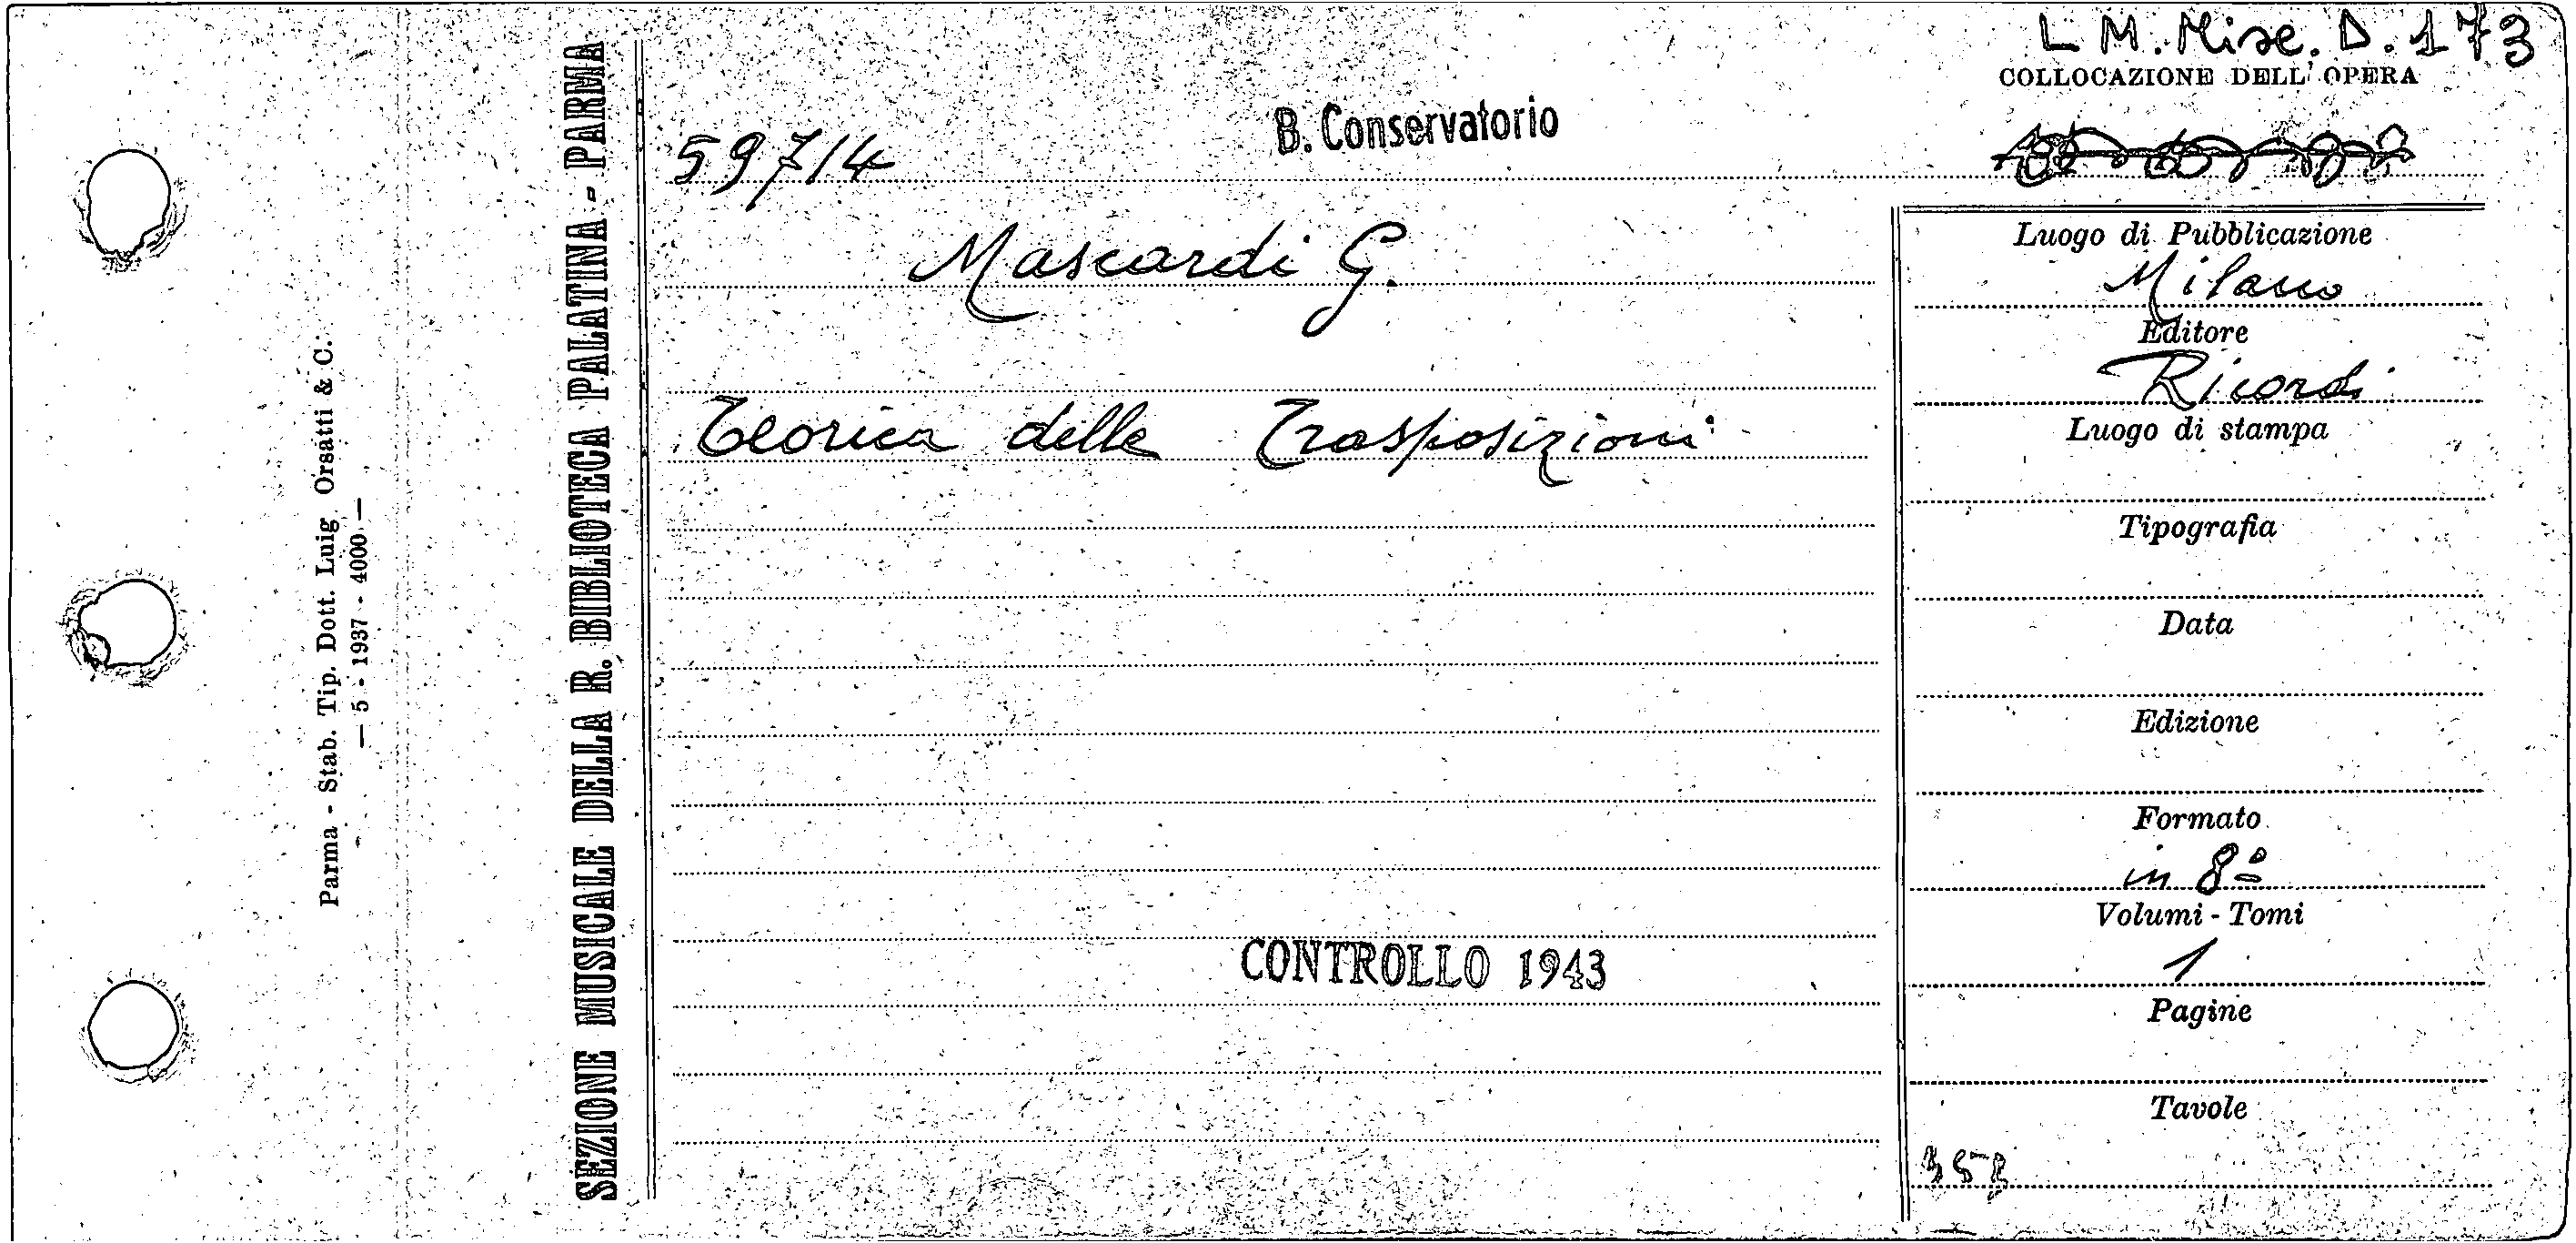 L M. Misc. D. 173
COLLOCAZIONE DELL' OPERA
B. Conservatorio
59714
Mascardi G.
Teorica delle Trasposizioni
CONTROLLO 1943
Luogo di Pubblicazione
Milano
Editore
Ricordi
Luogo di stampa
Tipografia
Data
Edizione
Formato
in 8º
Volumi - Tomi
1
Pagine
Tavole
352
SEZIONE MUSICALE DELLA R. BIBLIOTECA PALATINA - PARMA
Parma - Stab. Tip. Dott. Luig Orsatti & C.
— 5 - 1937 - 4000 —